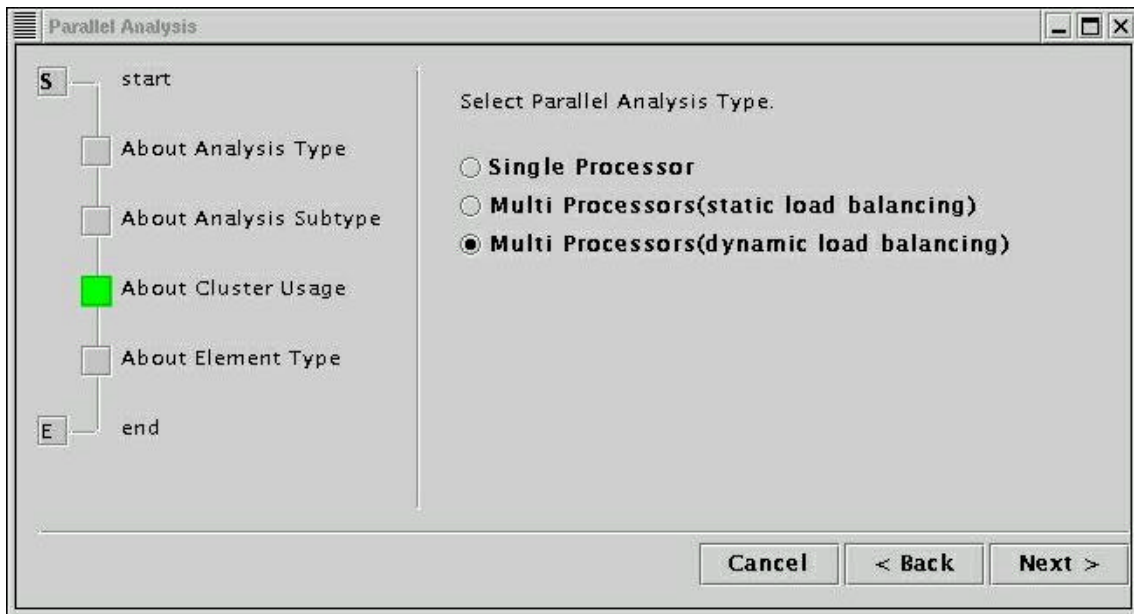 Parallel Analysis
S start
About Analysis Type
About Analysis Subtype
About Cluster Usage
About Element Type
E end
Select Parallel Analysis Type.
Single Processor
Multi Processors(static load balancing)
Multi Processors(dynamic load balancing)
Cancel < Back Next >